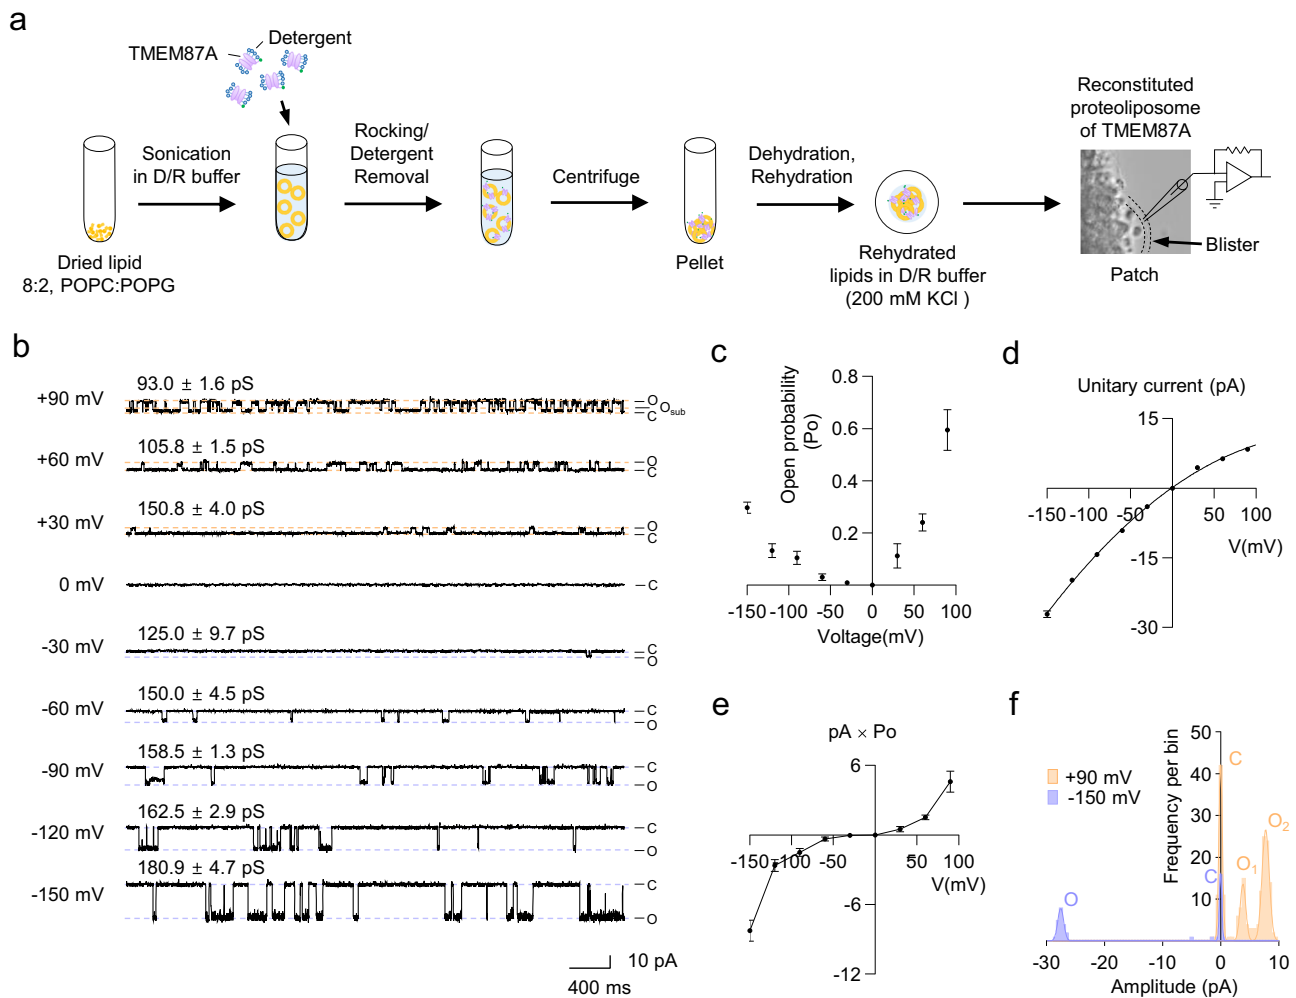 a
TMEM87A
Detergent
Sonication
in D/R buffer
Rocking/
Detergent
Removal
Centrifuge
Dehydration,
Rehydration
Reconstituted
proteoliposome
of TMEM87A
Dried lipid
8:2, POPC:POPG
Pellet
Rehydrated
lipids in D/R buffer
(200 mM KCl )
Blister
Patch
b
+90 mV
93.0 ± 1.6 pS
O
Osub
C
+60 mV
105.8 ± 1.5 pS
O
C
+30 mV
150.8 ± 4.0 pS
O
C
0 mV
C
-30 mV
125.0 ± 9.7 pS
C
O
-60 mV
150.0 ± 4.5 pS
C
O
-90 mV
158.5 ± 1.3 pS
C
O
-120 mV
162.5 ± 2.9 pS
C
O
-150 mV
180.9 ± 4.7 pS
C
O
10 pA
400 ms
c
Open probability
(Po)
0.8
0.6
0.4
0.2
-150 -100 -50 0 50 100
Voltage(mV)
d
Unitary current (pA)
15
-150 -100 -50 50 100
V(mV)
-15
-30
e
pA × Po
6
-150 -100 -50 50 100
V(mV)
-6
-12
f
+90 mV
-150 mV
Frequency per bin
50
40
30
20
10
C
O1
O2
C
O
-30 -20 -10 0 10
Amplitude (pA)